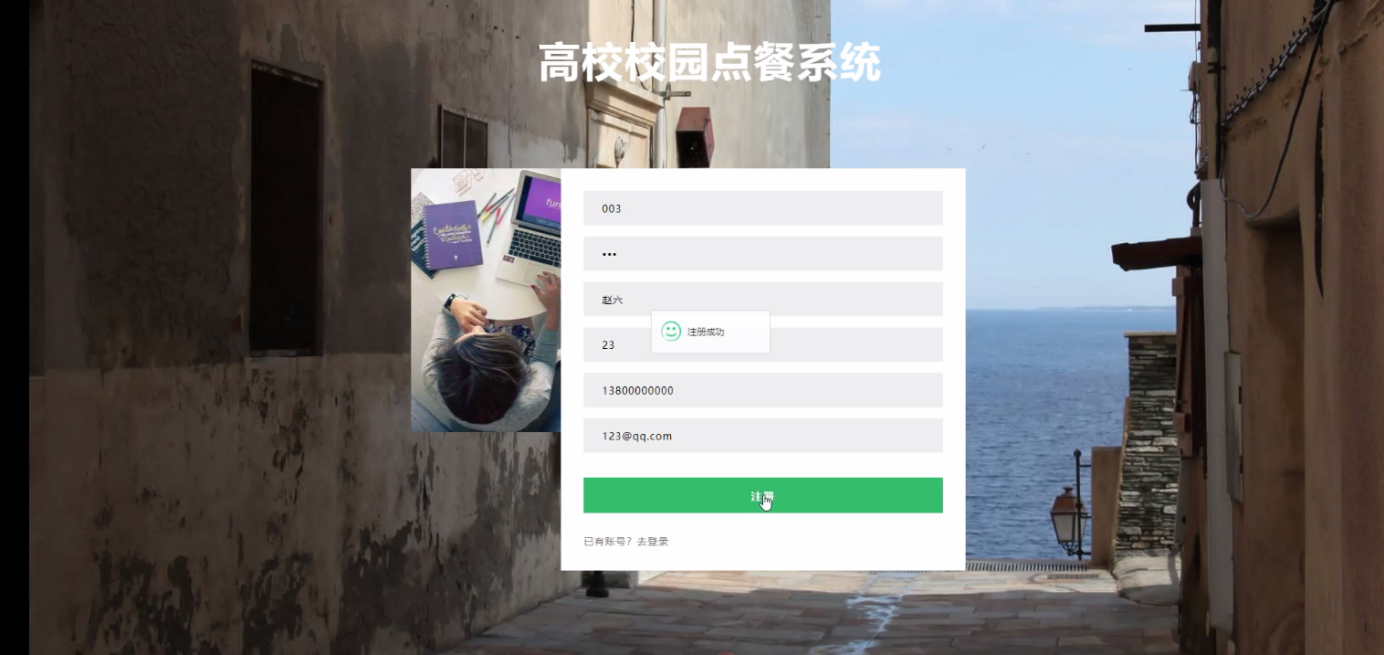 高校校园点餐系统
003
•••
赵六
注册成功
23
13800000000
123@qq.com
注册
已有账号？去登录